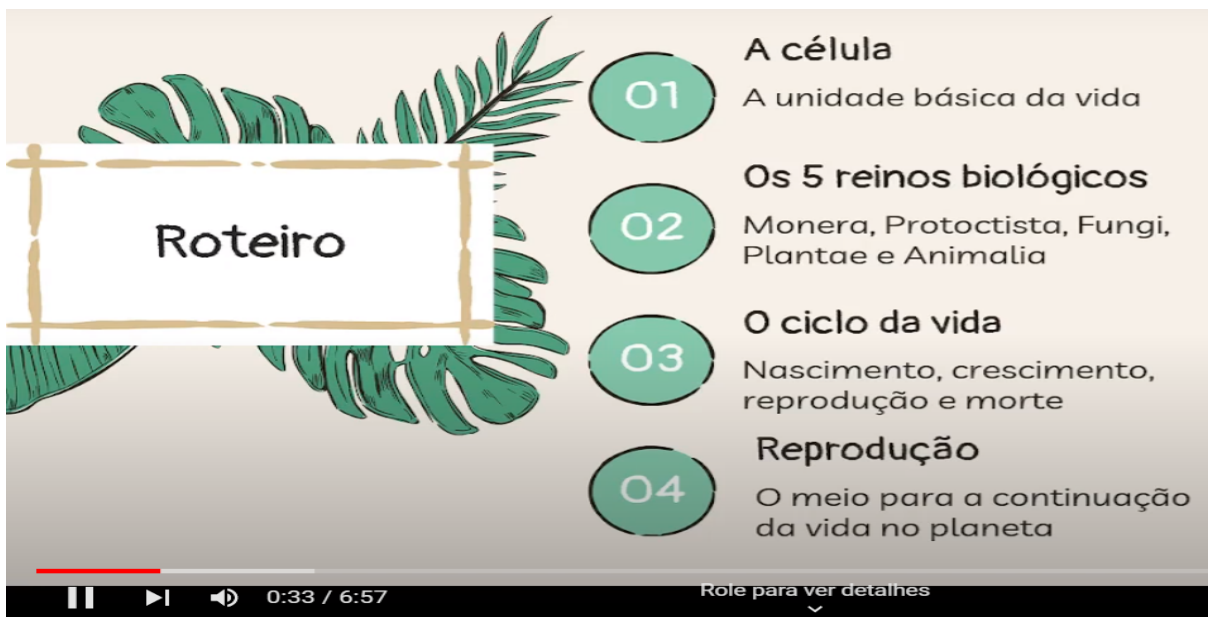 Roteiro
01
A célula
A unidade básica da vida
02
Os 5 reinos biológicos
Monera, Protoctista, Fungi,
Plantae e Animalia
03
O ciclo da vida
Nascimento, crescimento,
reprodução e morte
04
Reprodução
O meio para a continuação
da vida no planeta
0:33 / 6:57
Role para ver detalhes